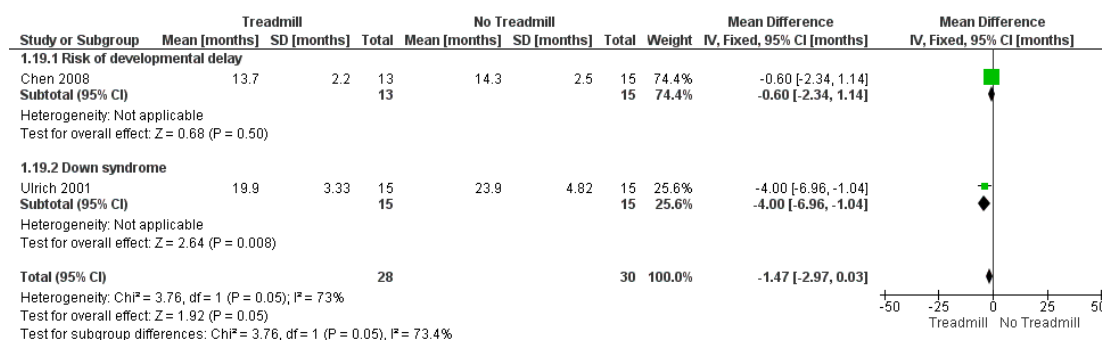 Treadmill No Treadmill Mean Difference Mean Difference
Study or Subgroup Mean [months] SD [months] Total Mean [months] SD [months] Total Weight IV, Fixed, 95% CI [months] IV, Fixed, 95% CI [months]
1.19.1 Risk of developmental delay
Chen 2008 13.7 2.2 13 14.3 2.5 15 74.4% -0.60 [-2.34, 1.14]
Subtotal (95% CI) 13 15 74.4% -0.60 [-2.34, 1.14]
Heterogeneity: Not applicable
Test for overall effect: Z = 0.68 (P = 0.50)
1.19.2 Down syndrome
Ulrich 2001 19.9 3.33 15 23.9 4.82 15 25.6% -4.00 [-6.96, -1.04]
Subtotal (95% CI) 15 15 25.6% -4.00 [-6.96, -1.04]
Heterogeneity: Not applicable
Test for overall effect: Z = 2.64 (P = 0.008)
Total (95% CI) 28 30 100.0% -1.47 [-2.97, 0.03]
Heterogeneity: Chi² = 3.76, df = 1 (P = 0.05); I² = 73%
Test for overall effect: Z = 1.92 (P = 0.05)
Test for subgroup differences: Chi² = 3.76, df = 1 (P = 0.05), I² = 73.4%
-50 -25 0 25 50
Treadmill No Treadmill